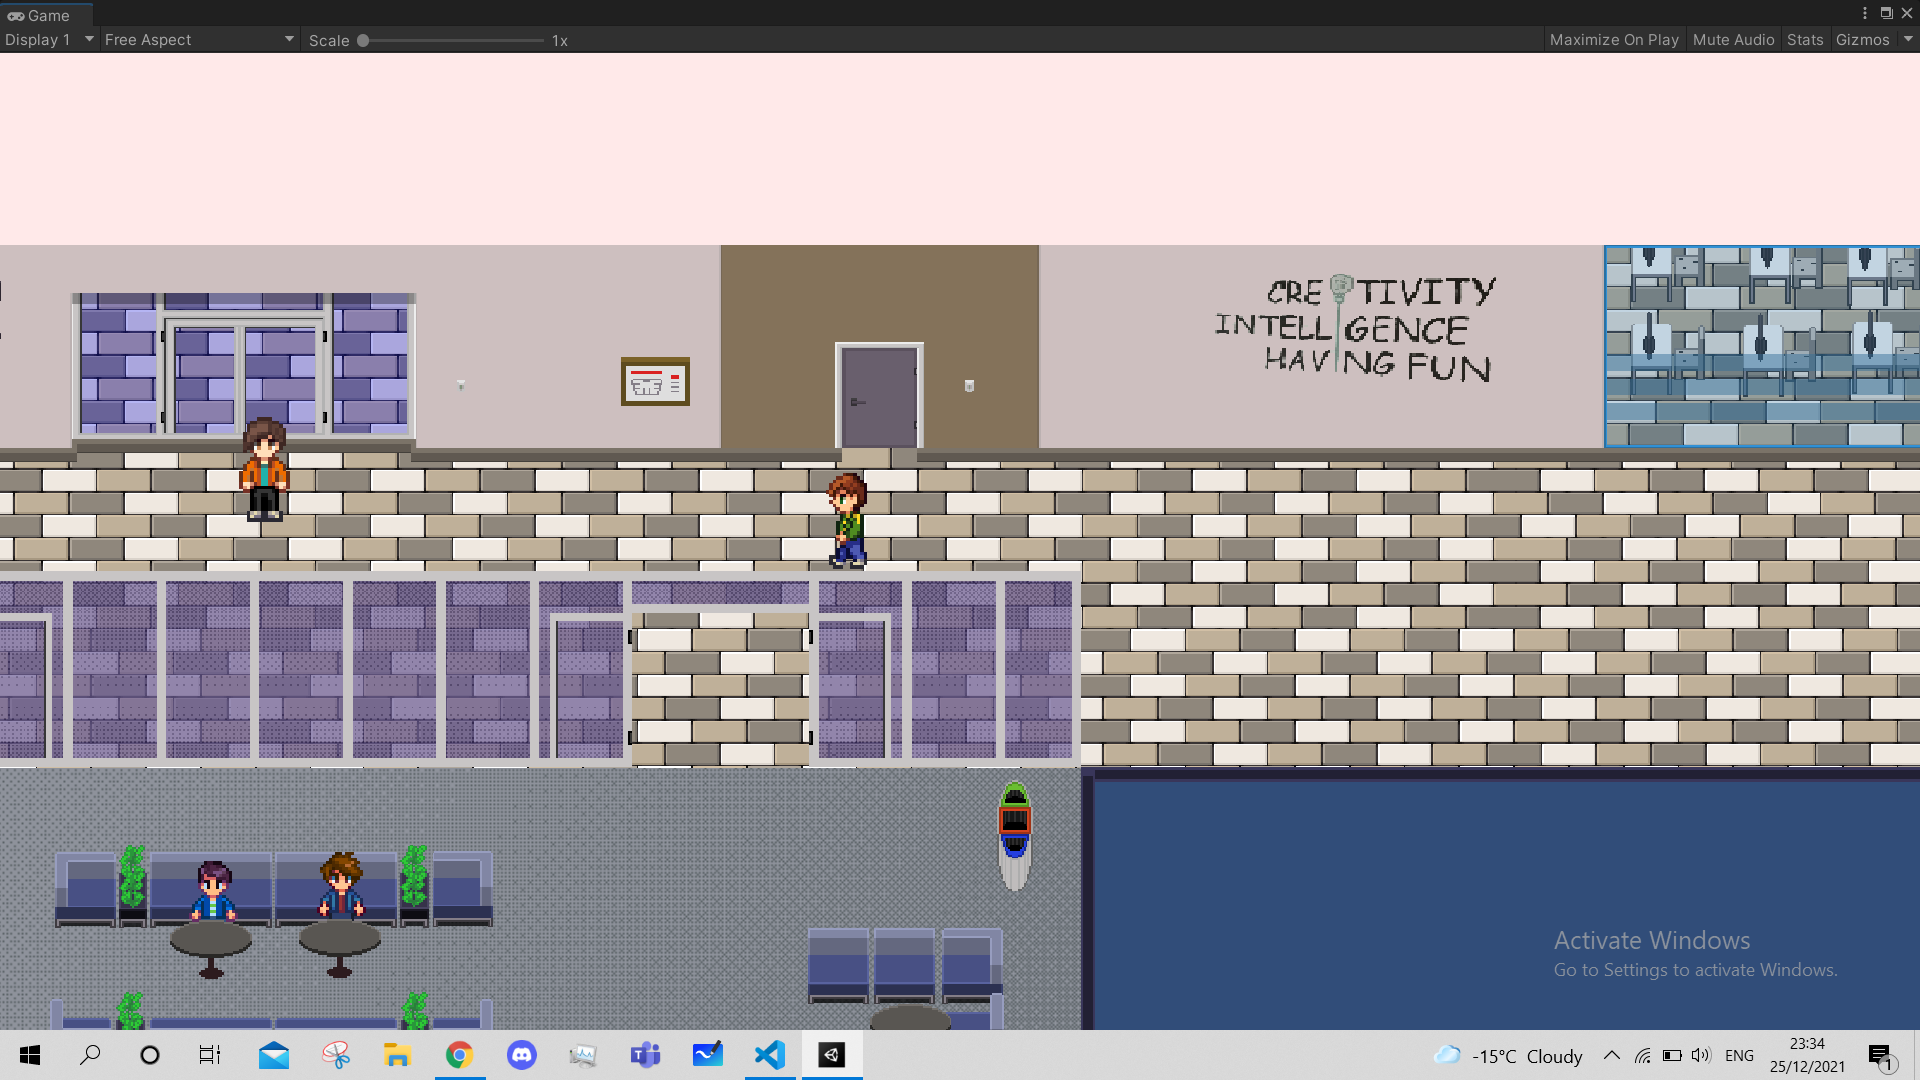 Game
Display 1 Free Aspect Scale 1x Maximize On Play Mute Audio Stats Gizmos
CRE TIVITY
INTELL GENCE
HAV NG FUN
Activate Windows
Go to Settings to activate Windows.
-15°C Cloudy ENG 23:34
25/12/2021
1